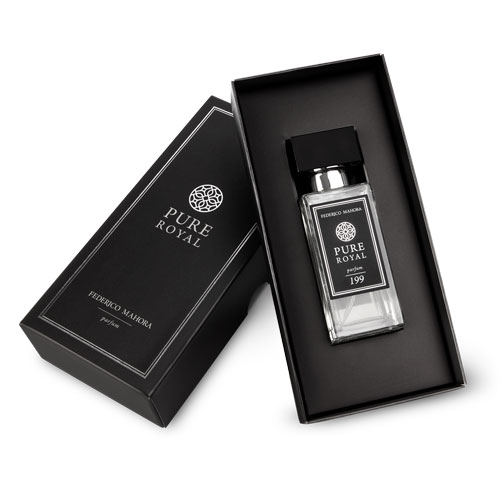 PURE
ROYAL
FEDERICO MAHORA
parfum
FEDERICO MAHORA
PURE
ROYAL
parfum
199